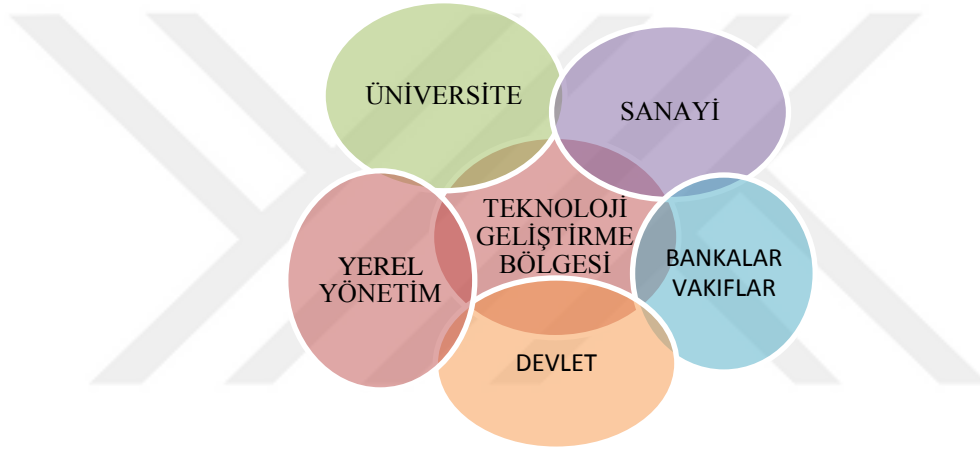 ÜNİVERSİTE
SANAYİ
TEKNOLOJİ
GELİŞTİRME
BÖLGESİ
YEREL
YÖNETİM
BANKALAR
VAKIFLAR
DEVLET